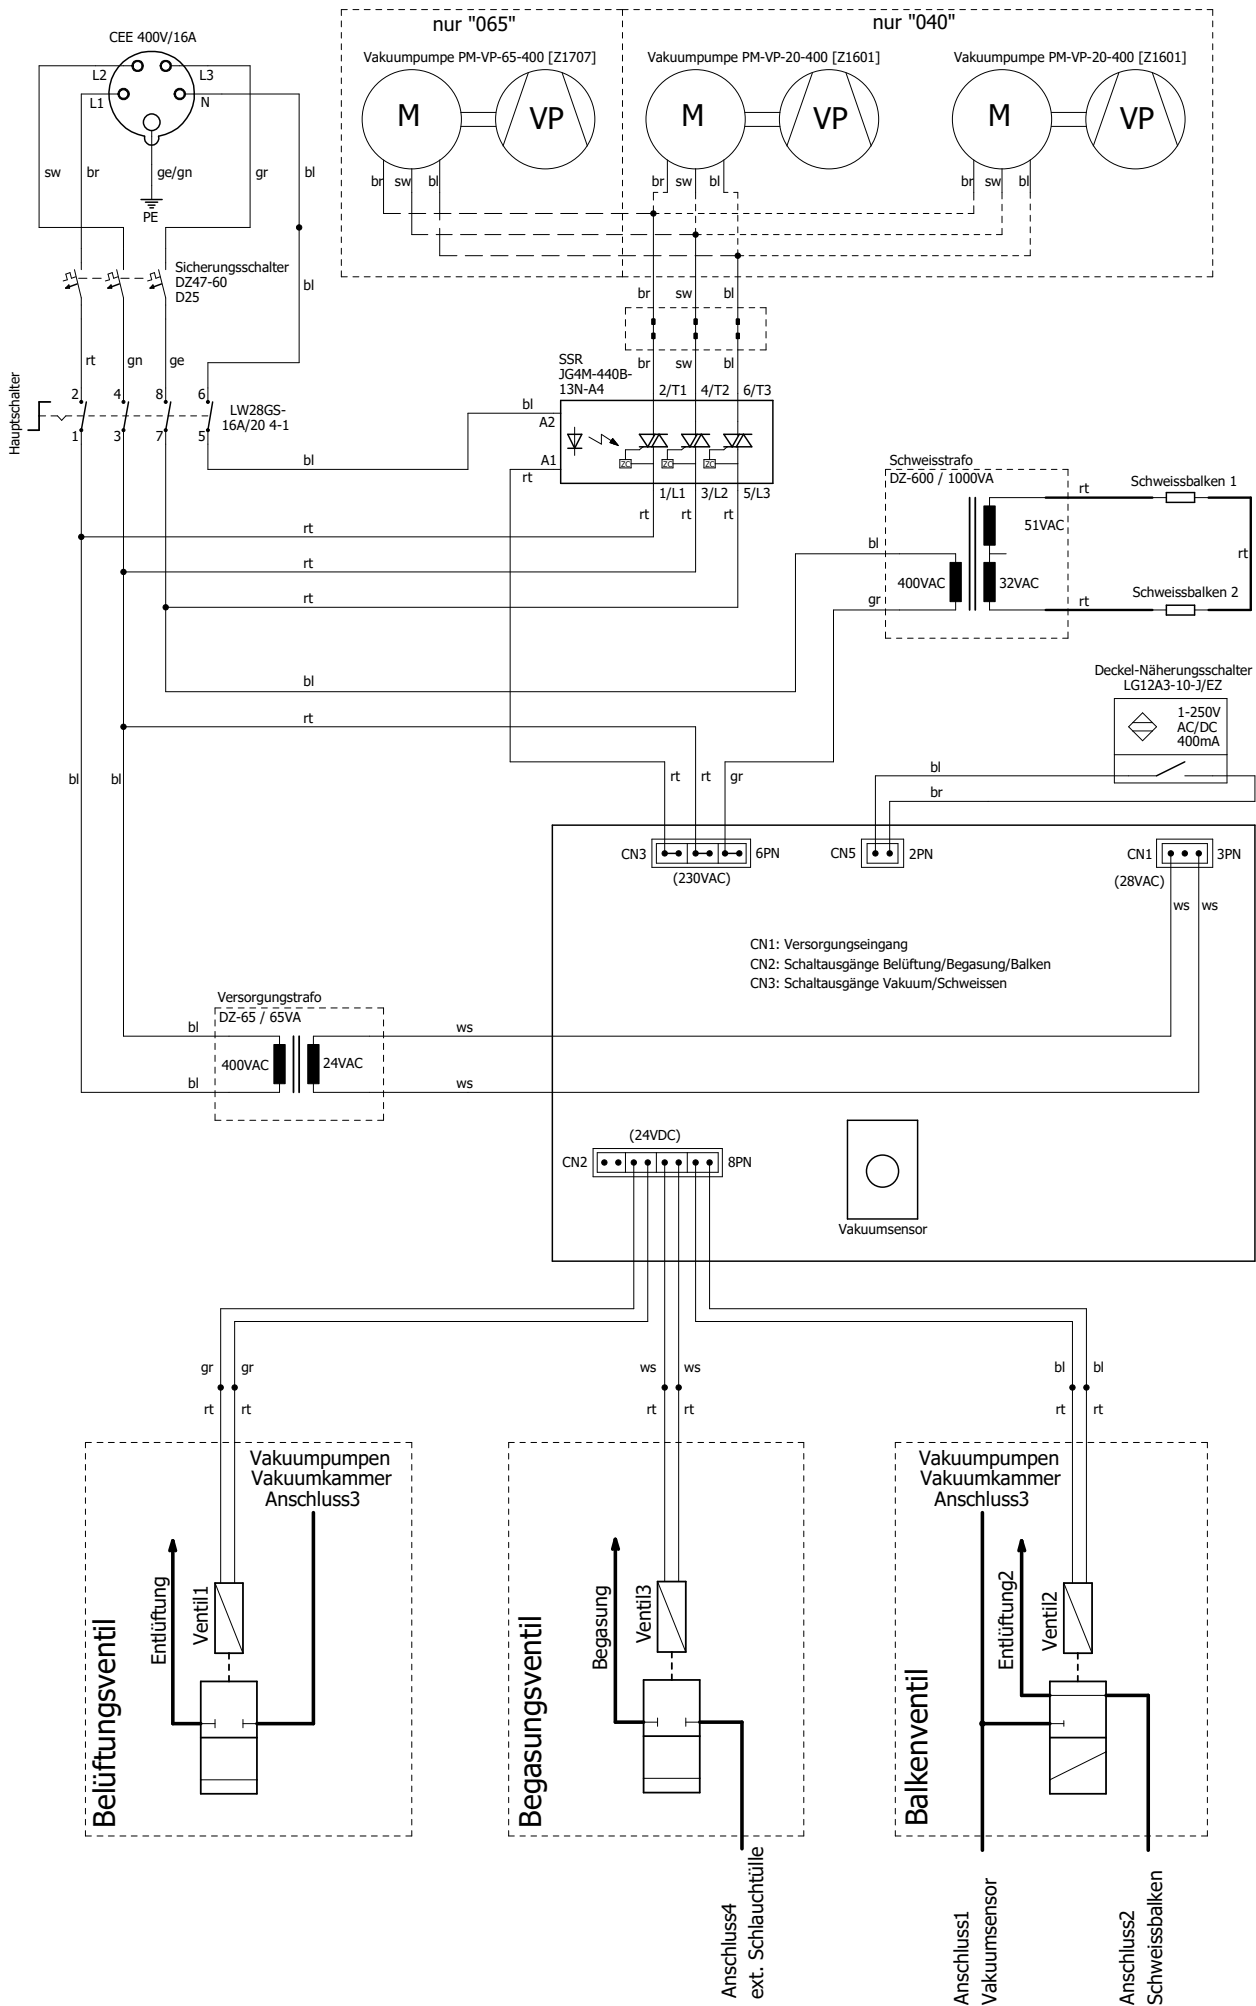 nur "065"
nur "040"
CEE 400V/16A
L2
L3
L1
N
Vakuumpumpe PM-VP-65-400 [Z1707]
Vakuumpumpe PM-VP-20-400 [Z1601]
Vakuumpumpe PM-VP-20-400 [Z1601]
M
VP
M
VP
M
VP
sw
br
ge/gn
gr
bl
PE
br
sw
bl
br
sw
bl
br
sw
bl
Sicherungsschalter
DZ47-60
D25
bl
br
sw
bl
rt
gn
ge
br
sw
bl
SSR
JG4M-440B-
13N-A4
2/T1
4/T2
6/T3
Hauptschalter
2
4
8
6
1
3
7
5
LW28GS-
16A/20 4-1
bl
A2
A1
rt
ZC
ZC
ZC
bl
1/L1
3/L2
5/L3
rt
rt
rt
rt
rt
rt
Schweisstrafo
DZ-600 / 1000VA
bl
gr
400VAC
51VAC
32VAC
rt
rt
rt
Schweissbalken 1
Schweissbalken 2
bl
rt
Deckel-Näherungsschalter
LG12A3-10-J/EZ
1-250V
AC/DC
400mA
bl
bl
rt
rt
gr
bl
br
CN3
6PN
(230VAC)
CN5
2PN
CN1
3PN
(28VAC)
ws
ws
CN1: Versorgungseingang
CN2: Schaltausgänge Belüftung/Begasung/Balken
CN3: Schaltausgänge Vakuum/Schweissen
Versorgungstrafo
DZ-65 / 65VA
bl
ws
400VAC
24VAC
bl
ws
(24VDC)
CN2
8PN
Vakuumsensor
gr
gr
rt
rt
ws
ws
rt
rt
bl
bl
rt
rt
Vakuumpumpen
Vakuumkammer
Anschluss3
Entlüftung
Ventil1
Belüftungsventil
Begasung
Ventil3
Begasungsventil
Anschluss4
ext. Schlauchtülle
Vakuumpumpen
Vakuumkammer
Anschluss3
Entlüftung2
Ventil2
Balkenventil
Anschluss1
Vakuumsensor
Anschluss2
Schweissbalken